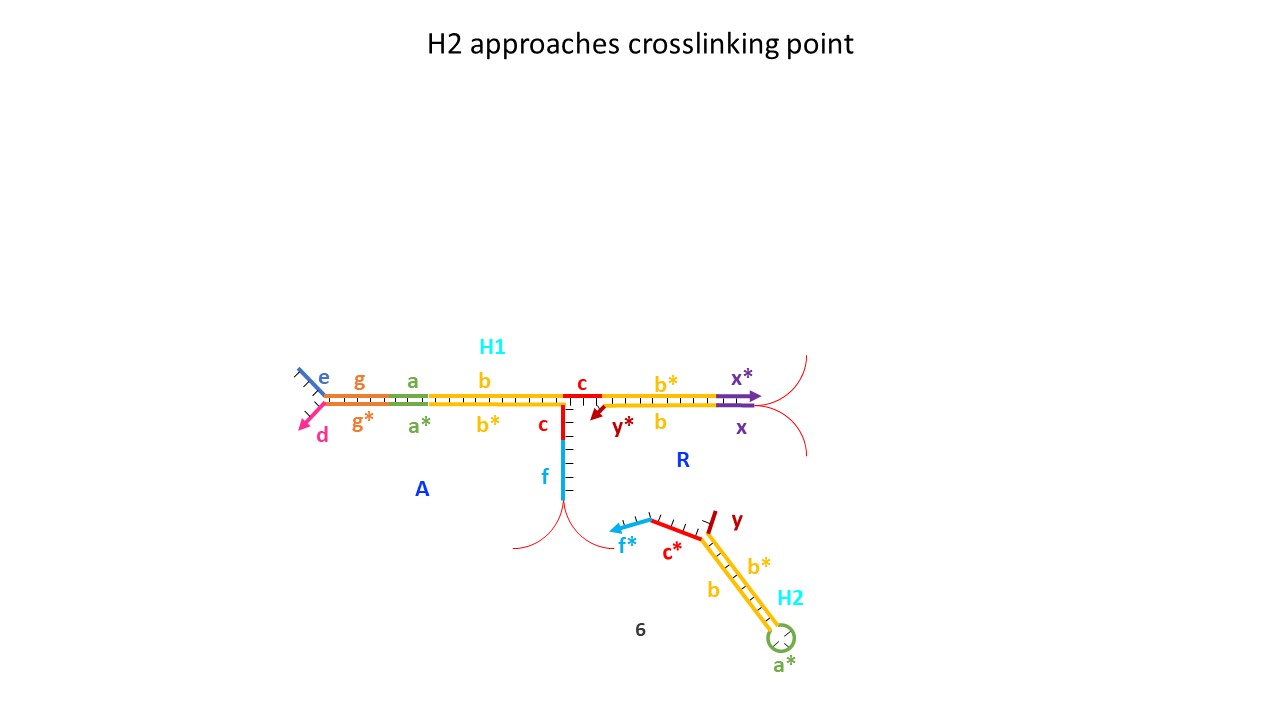 H2 approaches crosslinking point
H1
e g a b c b* x*
d g* a* b* c y* b x
A f R
f* c* y
b b*
H2
6
a*